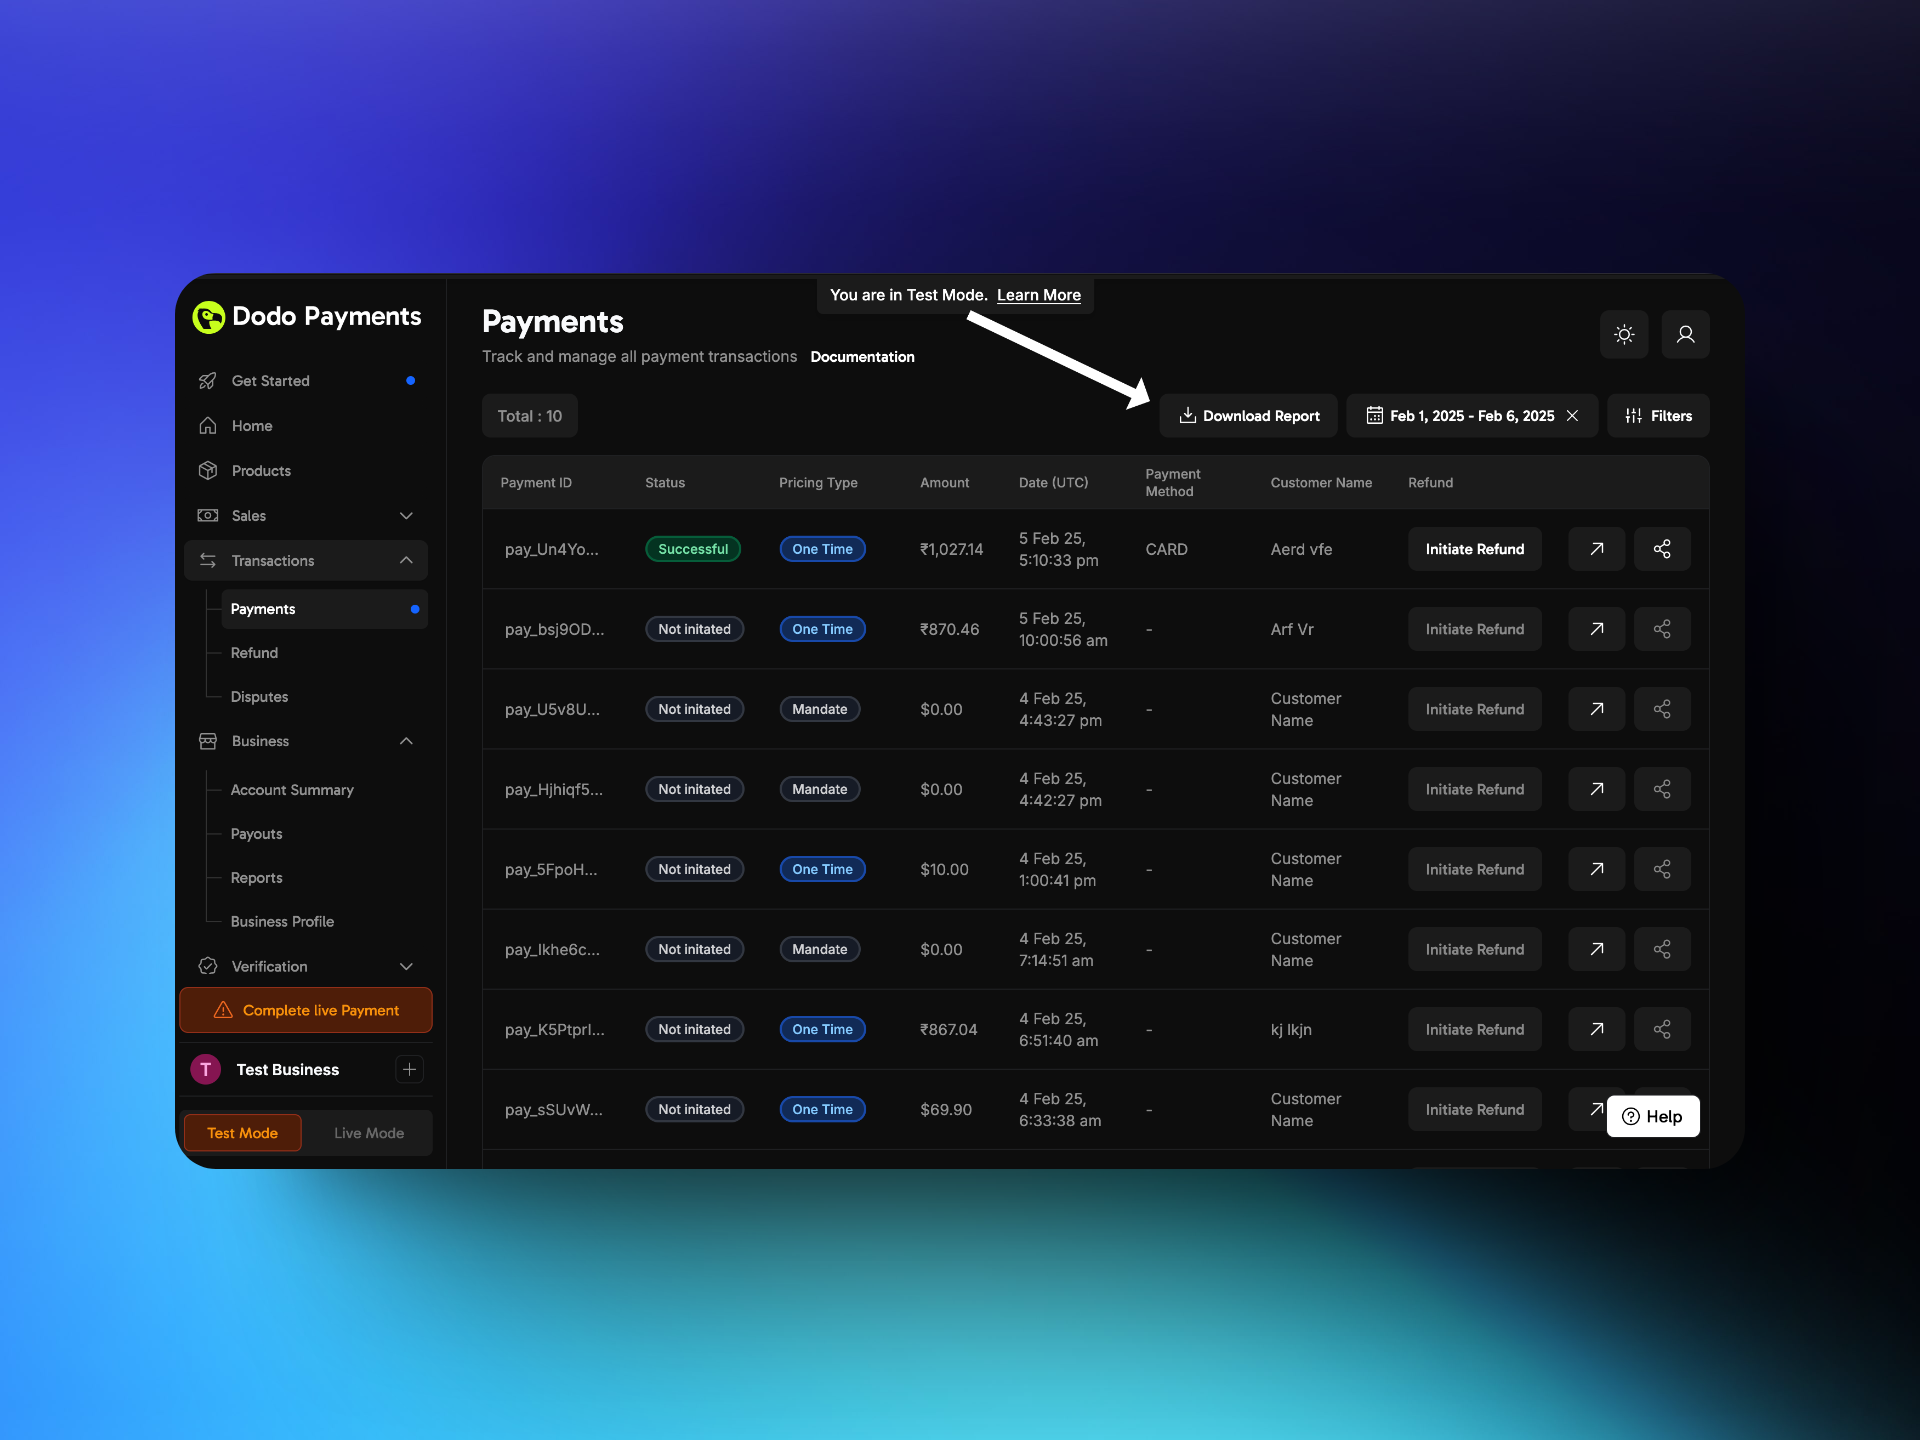 You are in Test Mode. Learn More
Dodo Payments
Get Started
Home
Products
Sales
Transactions
Payments
Refund
Disputes
Business
Account Summary
Payouts
Reports
Business Profile
Verification
Complete live Payment
T Test Business
Test Mode Live Mode
Payments
Track and manage all payment transactions Documentation
Total : 10 Download Report Feb 1, 2025 - Feb 6, 2025 Filters
Payment ID Status Pricing Type Amount Date (UTC) Payment Method Customer Name Refund
pay_Un4Yo... Successful One Time ₹1,027.14 5 Feb 25, 5:10:33 pm CARD Aerd vfe Initiate Refund
pay_bsj9OD... Not initated One Time ₹870.46 5 Feb 25, 10:00:56 am - Arf Vr Initiate Refund
pay_U5v8U... Not initated Mandate $0.00 4 Feb 25, 4:43:27 pm - Customer Name Initiate Refund
pay_Hjhiqf5... Not initated Mandate $0.00 4 Feb 25, 4:42:27 pm - Customer Name Initiate Refund
pay_5FpoH... Not initated One Time $10.00 4 Feb 25, 1:00:41 pm - Customer Name Initiate Refund
pay_Ikhe6c... Not initated Mandate $0.00 4 Feb 25, 7:14:51 am - Customer Name Initiate Refund
pay_K5PtprI... Not initated One Time ₹867.04 4 Feb 25, 6:51:40 am - kj lkjn Initiate Refund
pay_sSUvW... Not initated One Time $69.90 4 Feb 25, 6:33:38 am - Customer Name Initiate Refund
Help